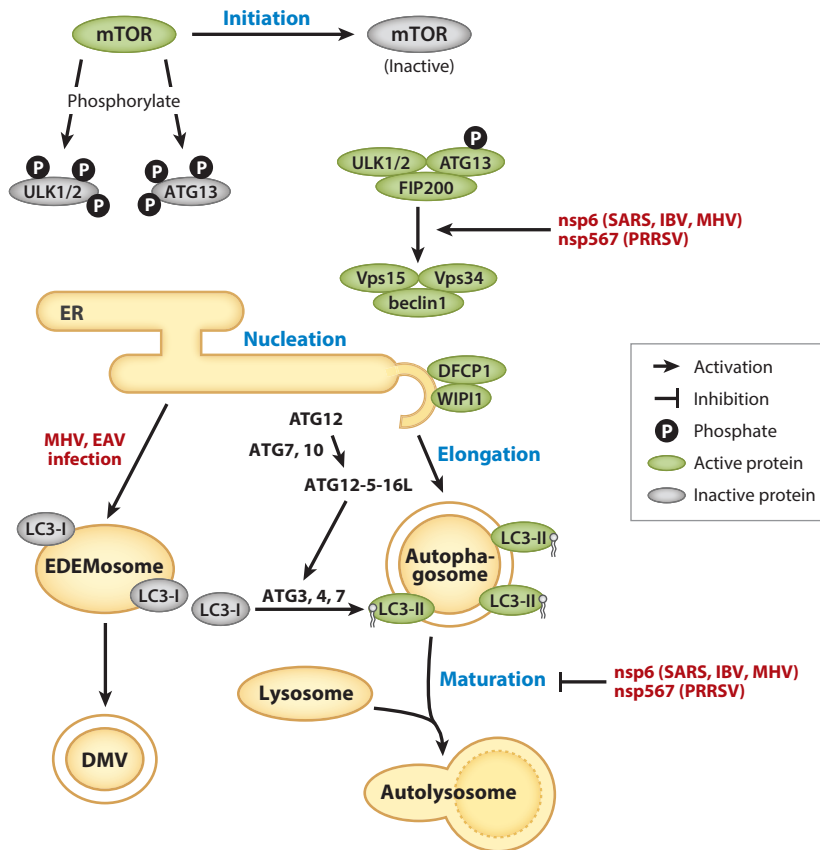 Initiation
mTOR
mTOR
(Inactive)
Phosphorylate
P
P
P
ULK1/2
P
P
P
ATG13
P
ULK1/2
ATG13
FIP200
nsp6 (SARS, IBV, MHV)
nsp567 (PRRSV)
Vps15
Vps34
beclin1
ER
Nucleation
DFCP1
WIPI1
Activation
Inhibition
P
Phosphate
Active protein
Inactive protein
MHV, EAV
infection
ATG12
ATG7, 10
ATG12-5-16L
Elongation
LC3-I
EDEMosome
LC3-I
LC3-I
ATG3, 4, 7
Autopha-
gosome
LC3-II
LC3-II
LC3-II
Maturation
nsp6 (SARS, IBV, MHV)
nsp567 (PRRSV)
Lysosome
DMV
Autolysosome